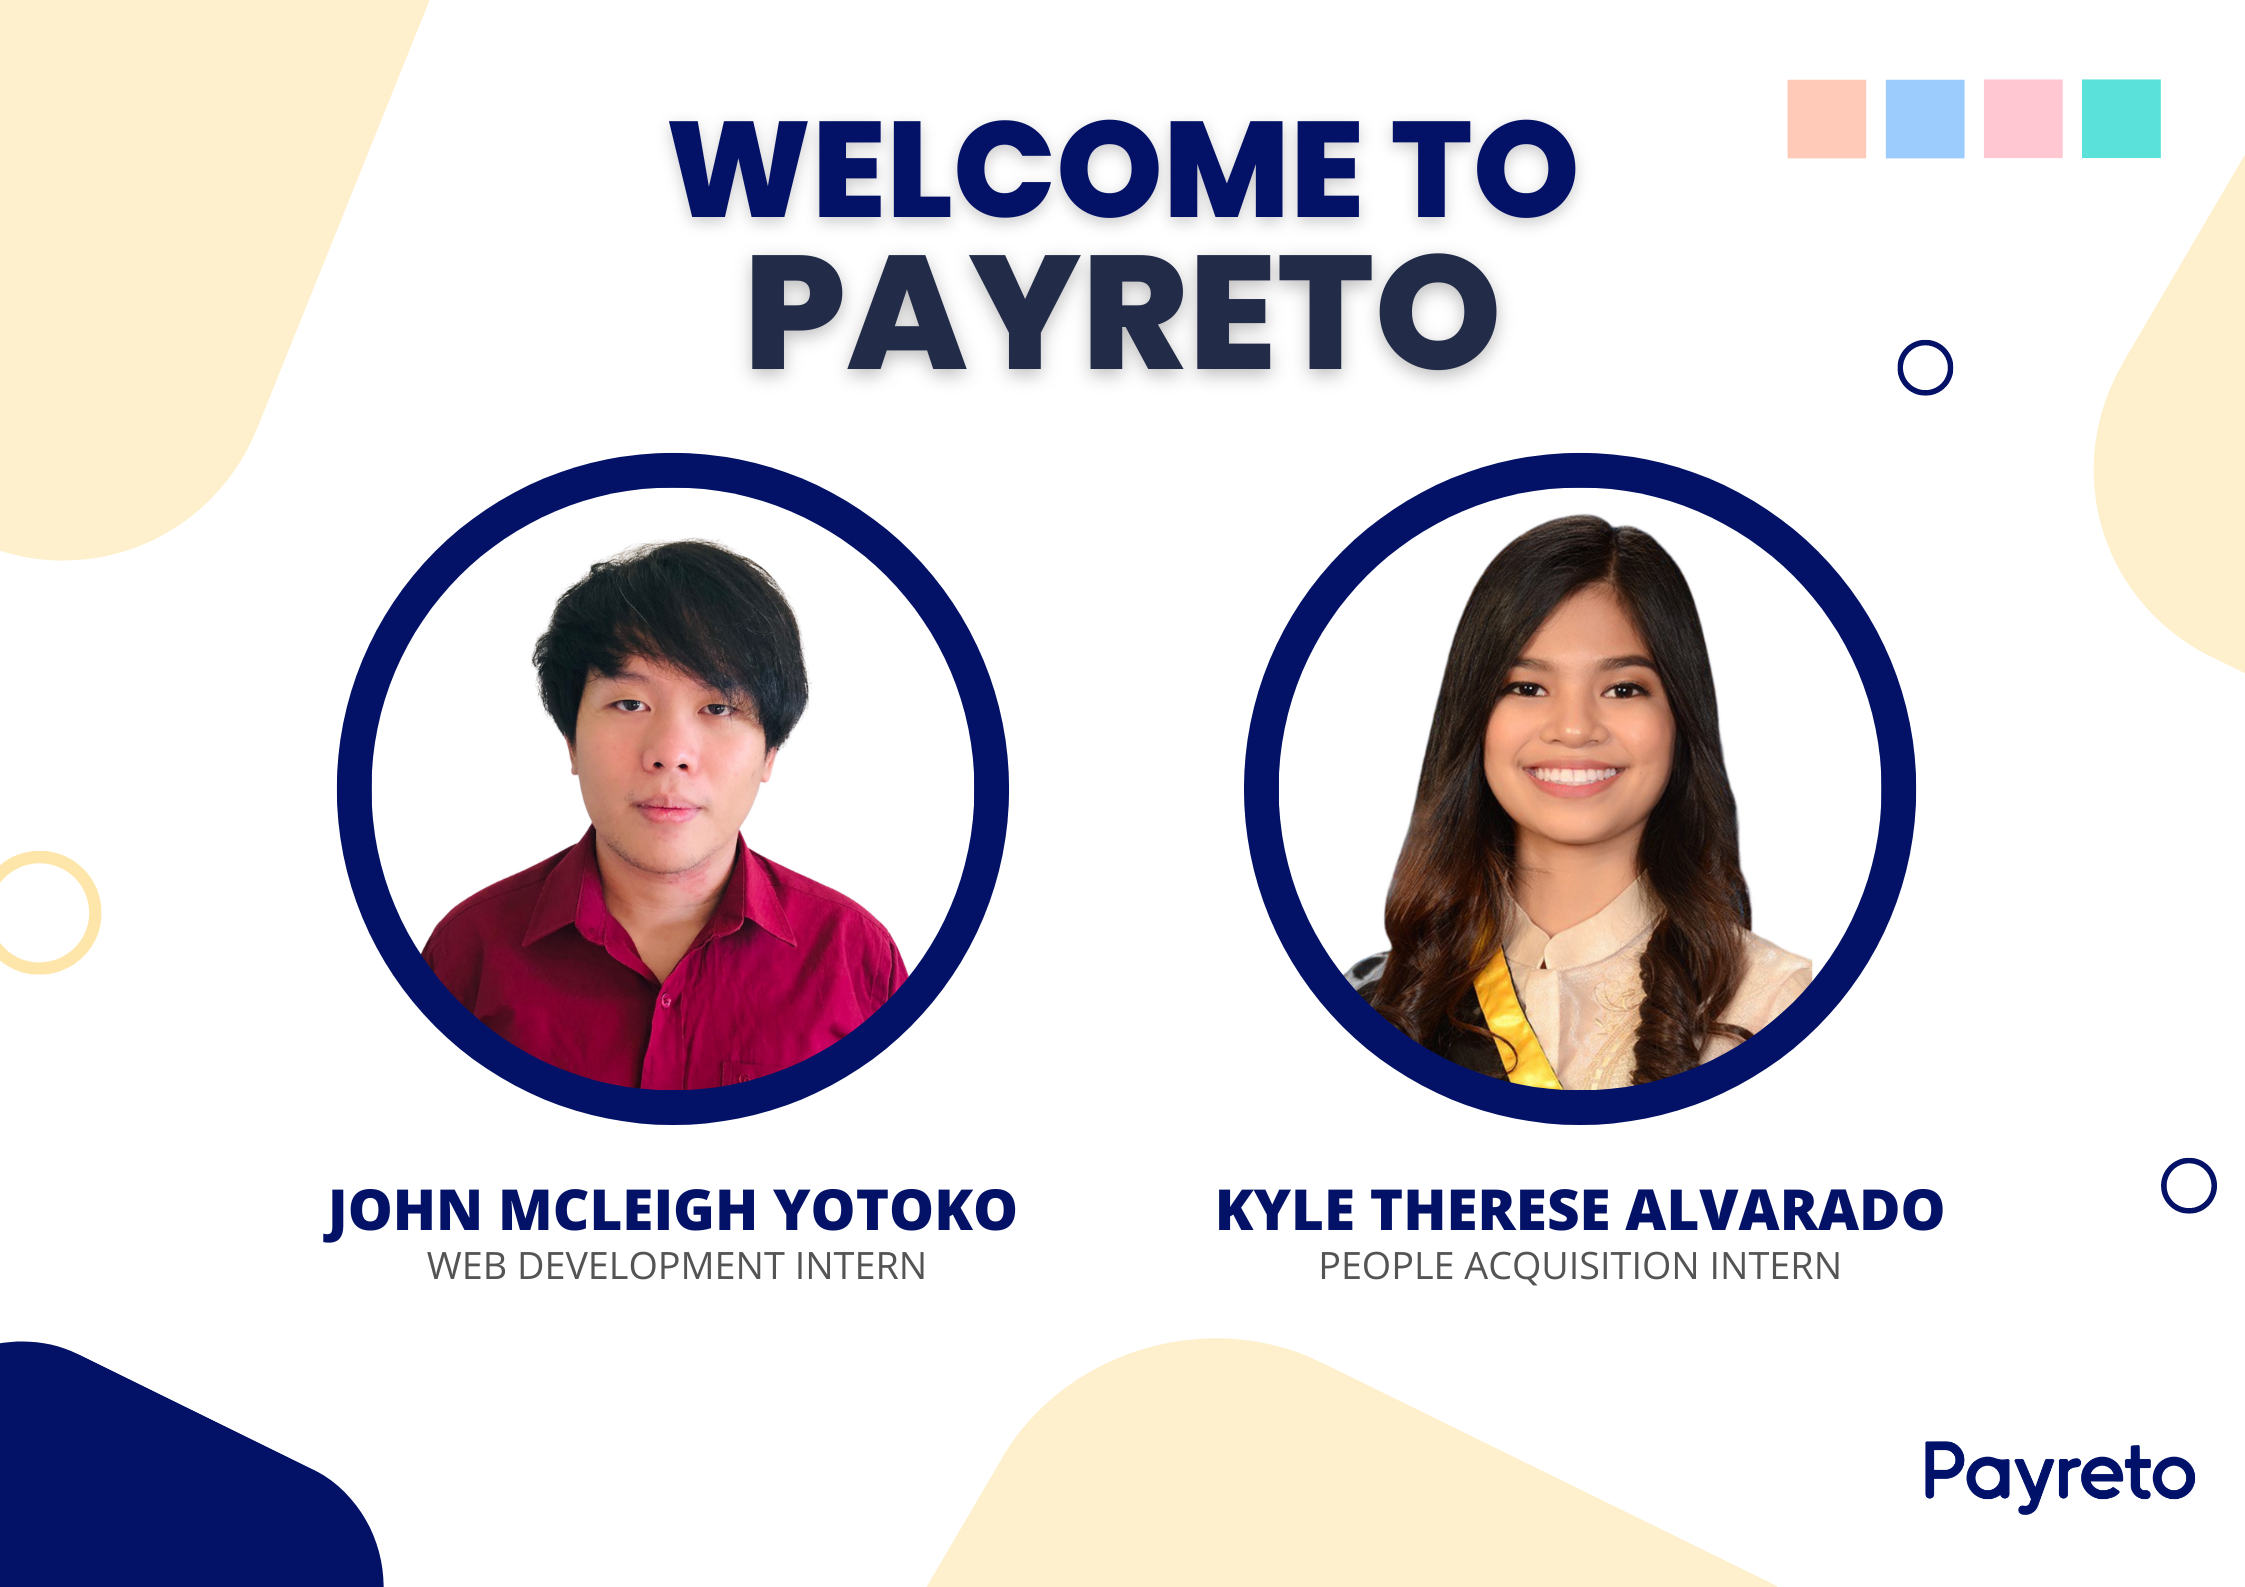 WELCOME TO
PAYRETO
JOHN MCLEIGH YOTOKO
WEB DEVELOPMENT INTERN
KYLE THERESE ALVARADO
PEOPLE ACQUISITION INTERN
Payreto